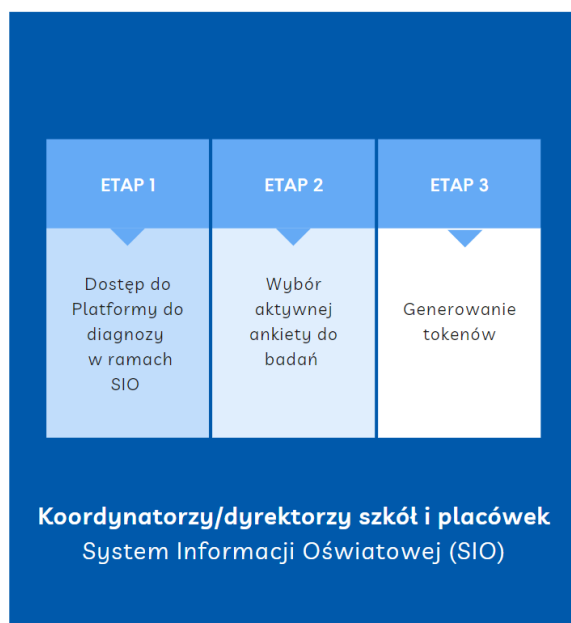 ETAP 1
Dostęp do
Platformy do
diagnozy
w ramach
SIO
ETAP 2
Wybór
aktywnej
ankiety do
badań
ETAP 3
Generowanie
tokenów
Koordynatorzy/dyrektorzy szkół i placówek
System Informacji Oświatowej (SIO)